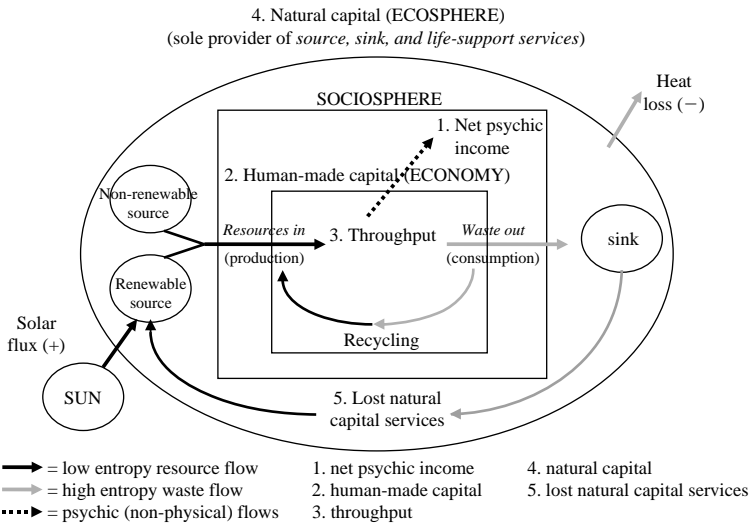 4. Natural capital (ECOSPHERE)
(sole provider of source, sink, and life-support services)
Heat
loss (−)
SOCIOSPHERE
1. Net psychic
income
2. Human-made capital (ECONOMY)
Non-renewable
source
Resources in
(production)
3. Throughput
Waste out
(consumption)
sink
Renewable
source
Recycling
Solar
flux (+)
SUN
5. Lost natural
capital services
= low entropy resource flow
= high entropy waste flow
= psychic (non-physical) flows
1. net psychic income
2. human-made capital
3. throughput
4. natural capital
5. lost natural capital services